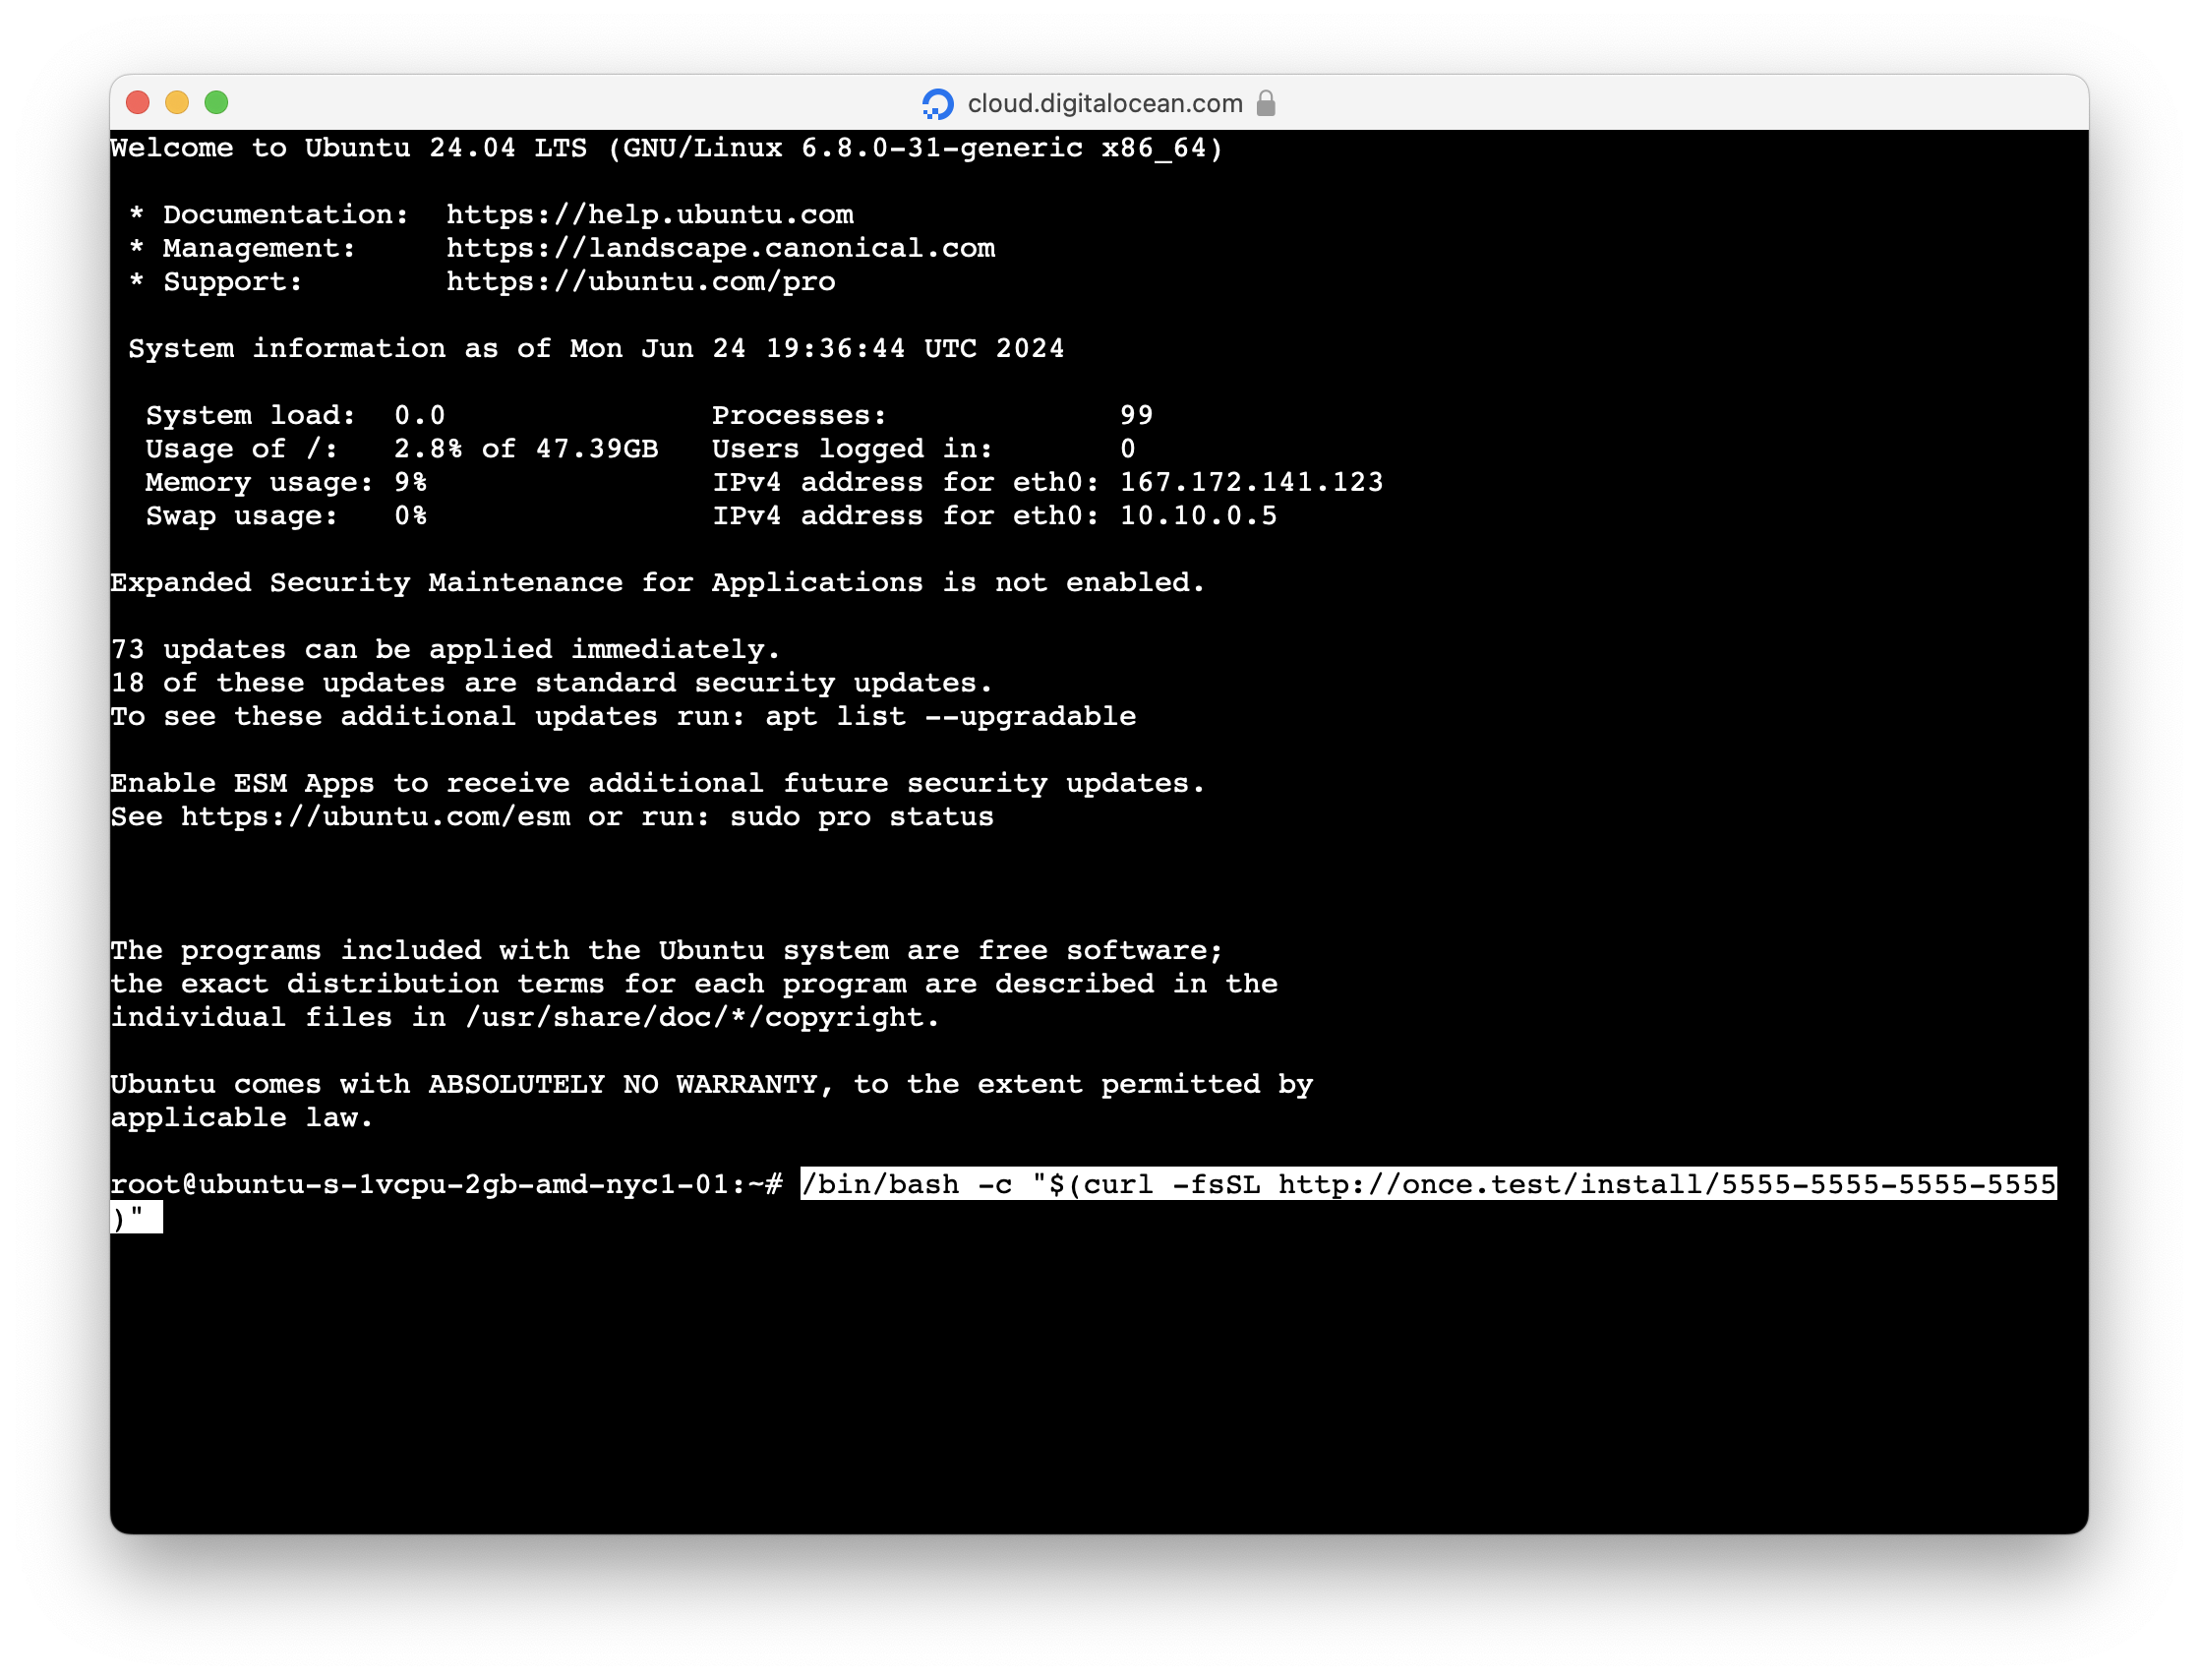 cloud.digitalocean.com
Welcome to Ubuntu 24.04 LTS (GNU/Linux 6.8.0-31-generic x86_64)
* Documentation:  https://help.ubuntu.com
* Management:     https://landscape.canonical.com
* Support:        https://ubuntu.com/pro
System information as of Mon Jun 24 19:36:44 UTC 2024
System load:  0.0               Processes:             99
Usage of /:   2.8% of 47.39GB   Users logged in:       0
Memory usage: 9%                IPv4 address for eth0: 167.172.141.123
Swap usage:   0%                IPv4 address for eth0: 10.10.0.5
Expanded Security Maintenance for Applications is not enabled.
73 updates can be applied immediately.
18 of these updates are standard security updates.
To see these additional updates run: apt list --upgradable
Enable ESM Apps to receive additional future security updates.
See https://ubuntu.com/esm or run: sudo pro status
The programs included with the Ubuntu system are free software;
the exact distribution terms for each program are described in the
individual files in /usr/share/doc/*/copyright.
Ubuntu comes with ABSOLUTELY NO WARRANTY, to the extent permitted by
applicable law.
root@ubuntu-s-1vcpu-2gb-amd-nyc1-01:~# /bin/bash -c "$(curl -fsSL http://once.test/install/5555-5555-5555-5555
)"